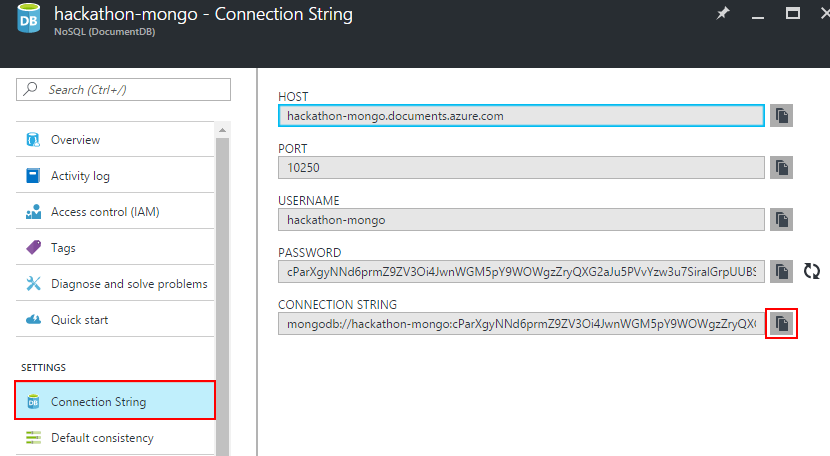 hackathon-mongo - Connection String
NoSQL (DocumentDB)
Search (Ctrl+/)
Overview
Activity log
Access control (IAM)
Tags
Diagnose and solve problems
Quick start
SETTINGS
Connection String
Default consistency
HOST
hackathon-mongo.documents.azure.com
PORT
10250
USERNAME
hackathon-mongo
PASSWORD
cParXgyNNd6prmZ9ZV3Oi4JwnWGM5pY9WOWgzZryQXG2aJu5PVvYzw3u7SiralGrpUUBS
CONNECTION STRING
mongodb://hackathon-mongo:cParXgyNNd6prmZ9ZV3Oi4JwnWGM5pY9WOWgzZryQX